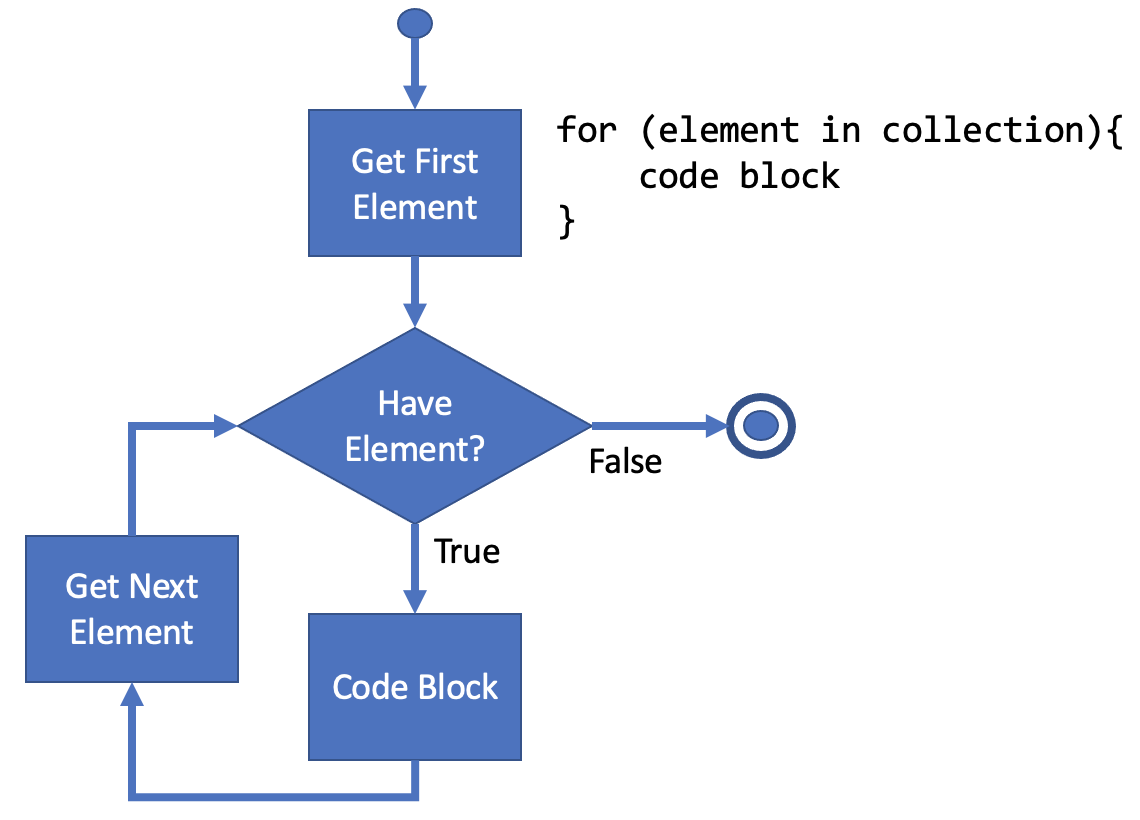 Get First
Element
for (element in collection){
    code block
}
Have
Element?
False
True
Get Next
Element
Code Block